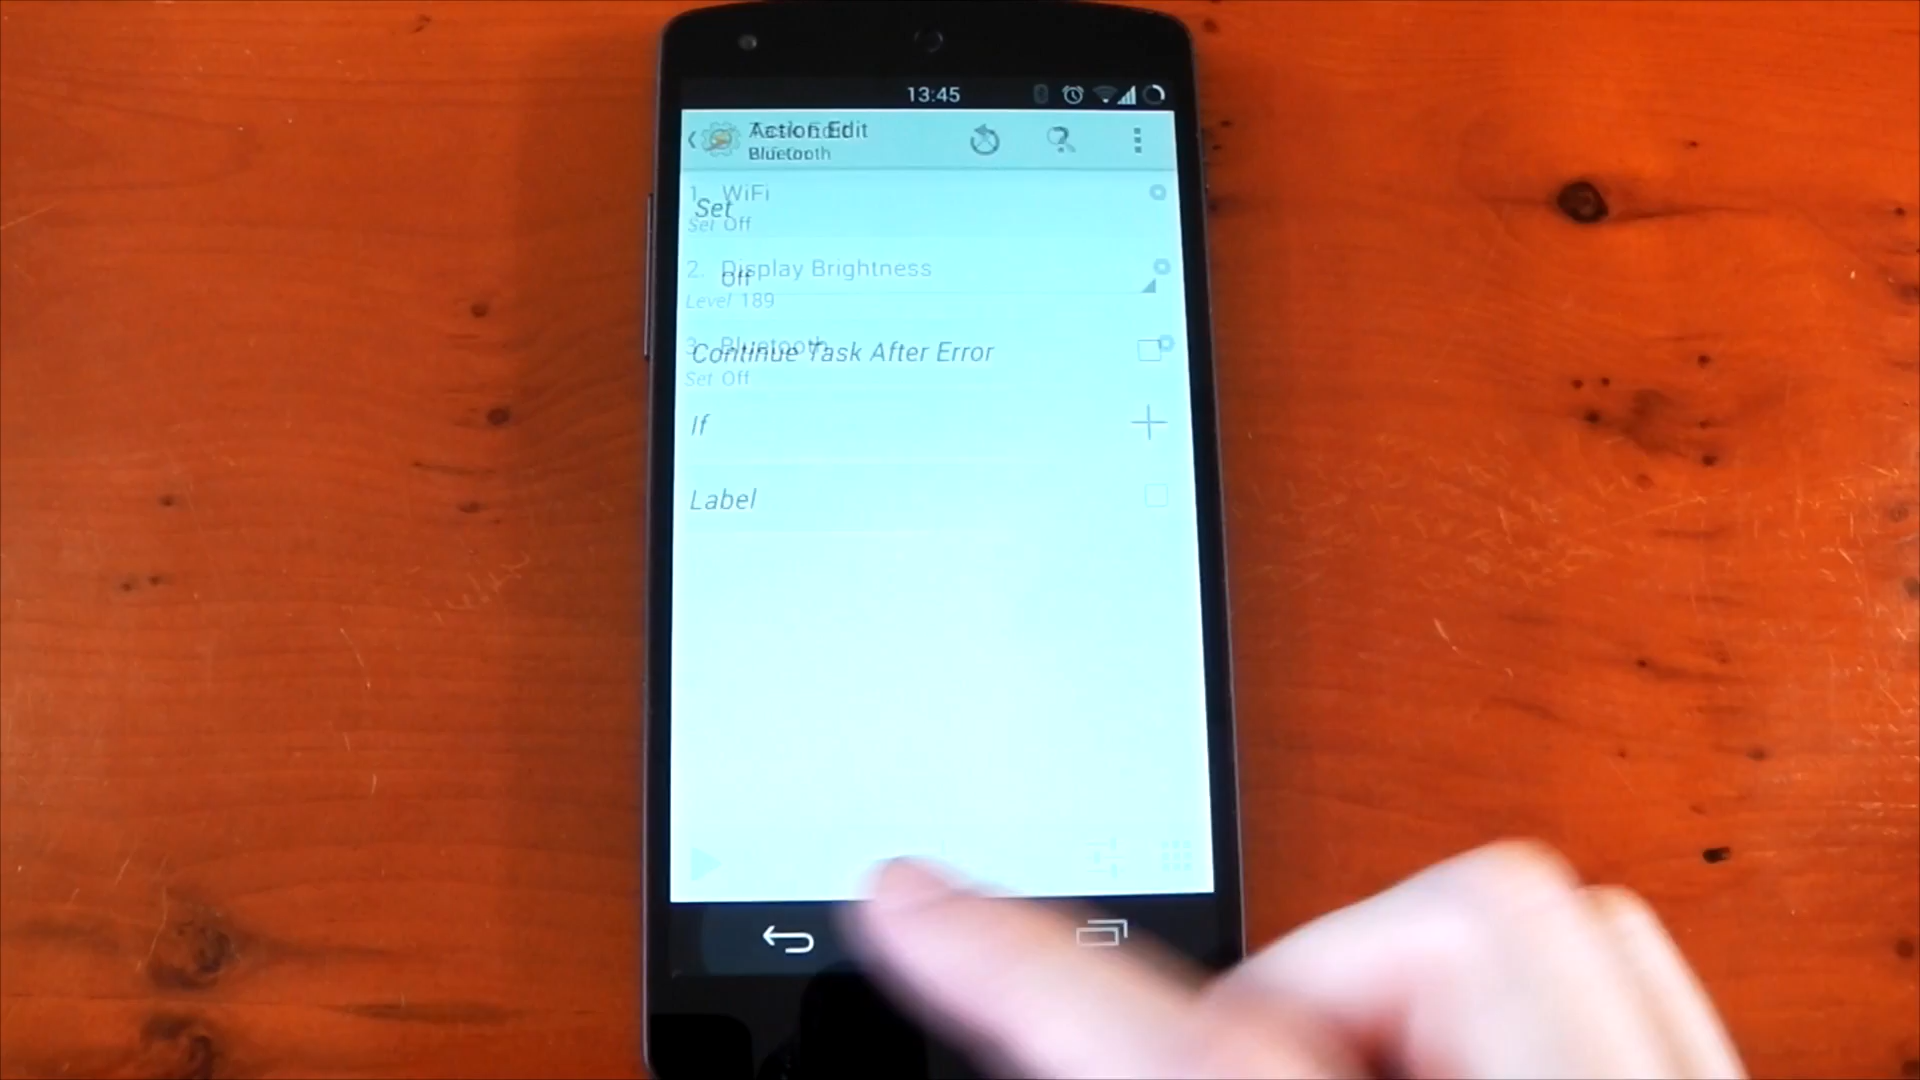 13:45
Action Edit
Bluetooth
1. WiFi
Set
Set Off
2. Display Brightness
Off
Level 189
3. Bluetooth
Continue Task After Error
Set Off
If
Label